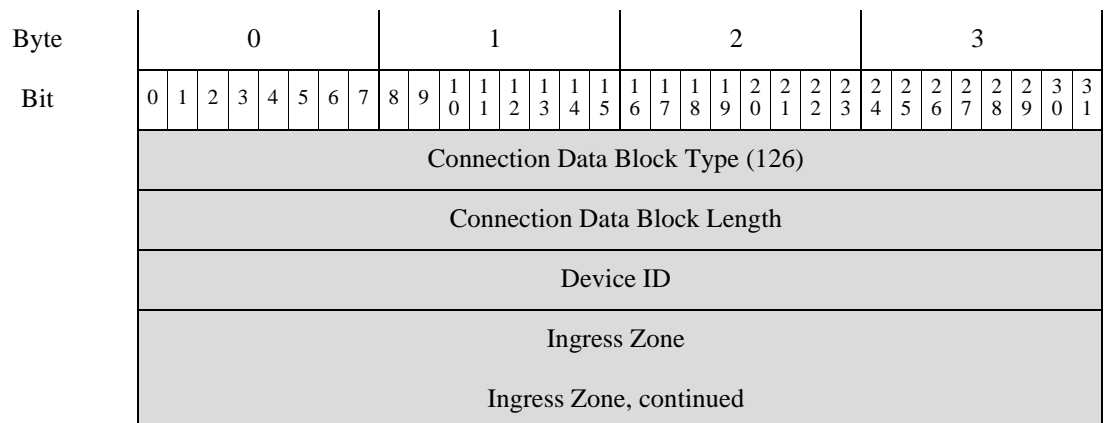 Byte 0 1 2 3
Bit 0 1 2 3 4 5 6 7 8 9 10 11 12 13 14 15 16 17 18 19 20 21 22 23 24 25 26 27 28 29 30 31
Connection Data Block Type (126)
Connection Data Block Length
Device ID
Ingress Zone
Ingress Zone, continued